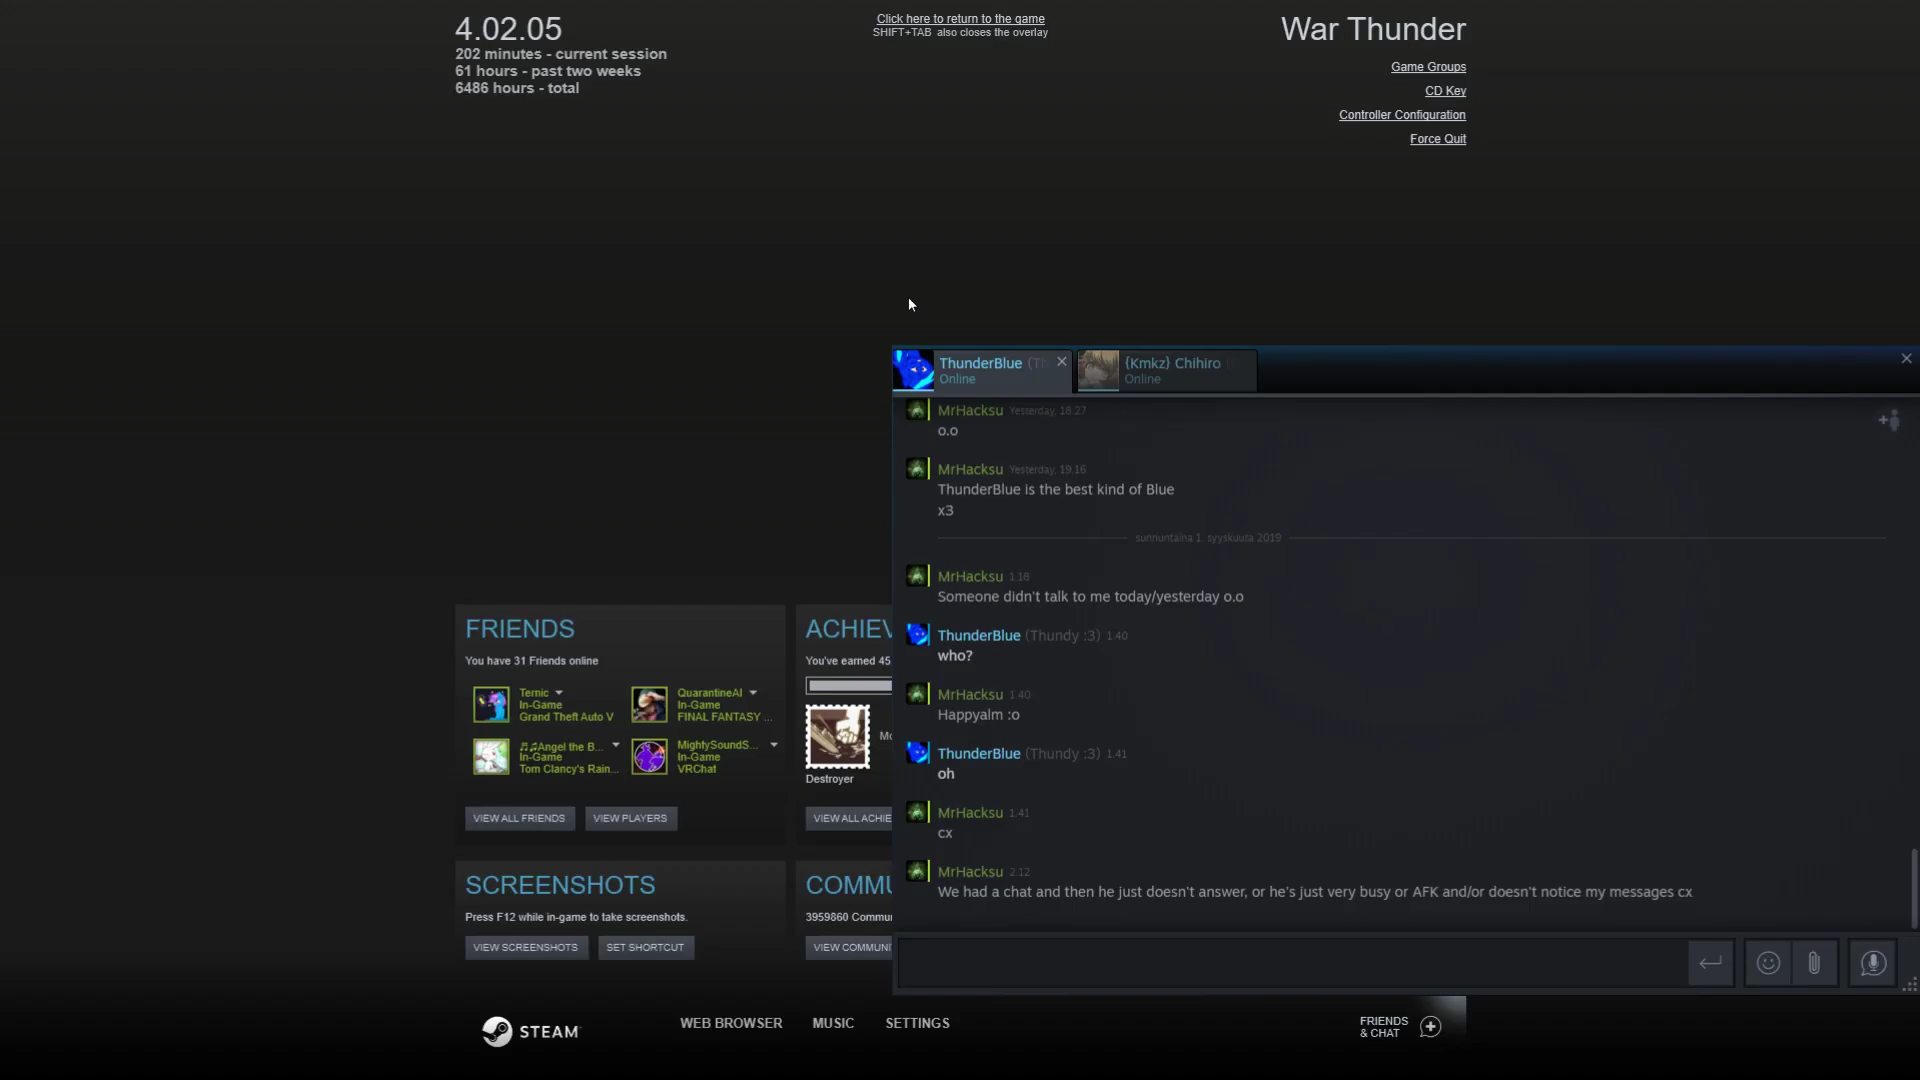 4.02.05
202 minutes - current session
61 hours - past two weeks
6486 hours - total
Click here to return to the game
SHIFT+TAB also closes the overlay
War Thunder
Game Groups
CD Key
Controller Configuration
Force Quit
ThunderBlue
Online
{Kmkz} Chihiro
Online
MrHacksu Yesterday, 18.27
o.o
MrHacksu Yesterday, 19.16
ThunderBlue is the best kind of Blue
x3
sunnuntaina 1. syyskuuta 2019
MrHacksu 1.18
Someone didn't talk to me today/yesterday o.o
ThunderBlue (Thundy :3) 1.40
who?
MrHacksu 1.40
Happyalm :o
ThunderBlue (Thundy :3) 1.41
oh
MrHacksu 1.41
cx
MrHacksu 2.12
We had a chat and then he just doesn't answer, or he's just very busy or AFK and/or doesn't notice my messages cx
FRIENDS
You have 31 Friends online
Ternic
In-Game
Grand Theft Auto V
QuarantineAI
In-Game
FINAL FANTASY ...
♬♫Angel the B...
In-Game
Tom Clancy's Rain...
MightySoundS...
In-Game
VRChat
VIEW ALL FRIENDS
VIEW PLAYERS
ACHIEV
You've earned 45
Mo
Destroyer
VIEW ALL ACHIE
SCREENSHOTS
Press F12 while in-game to take screenshots.
VIEW SCREENSHOTS
SET SHORTCUT
COMMU
3959860 Commu
VIEW COMMUNI
STEAM
WEB BROWSER
MUSIC
SETTINGS
FRIENDS
& CHAT